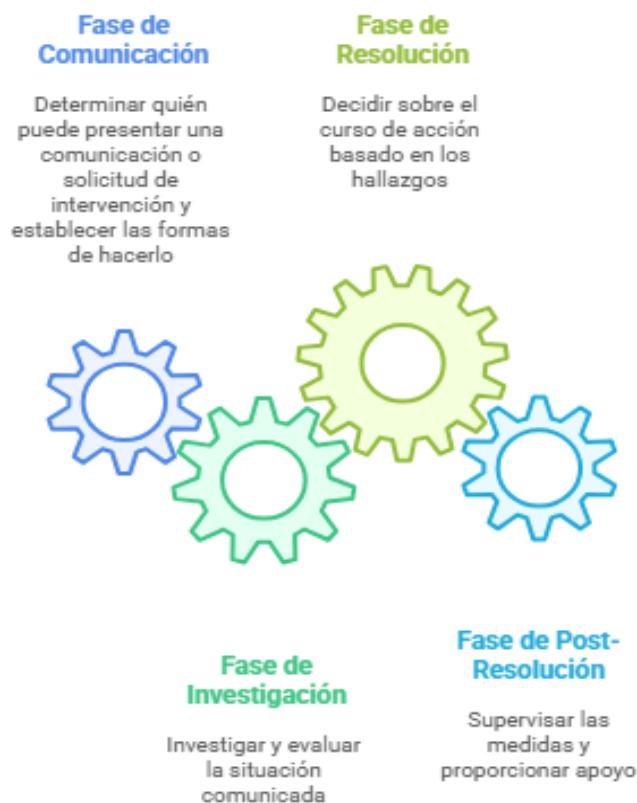 Fase de
Comunicación
Determinar quién
puede presentar una
comunicación o
solicitud de
intervención y
establecer las formas
de hacerlo
Fase de
Resolución
Decidir sobre el
curso de acción
basado en los
hallazgos
Fase de
Investigación
Investigar y evaluar
la situación
comunicada
Fase de Post-
Resolución
Supervisar las
medidas y
proporcionar apoyo